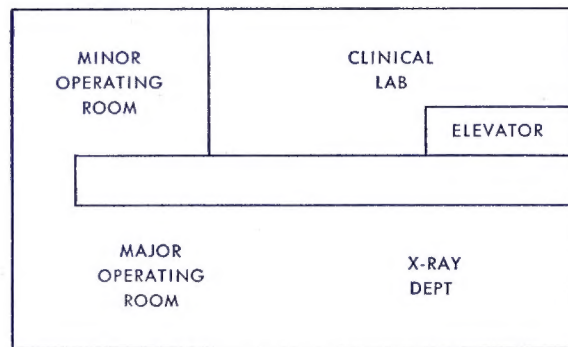 MINOR
OPERATING
ROOM
CLINICAL
LAB
ELEVATOR
MAJOR
OPERATING
ROOM
X-RAY
DEPT